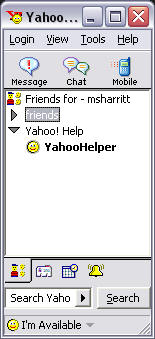 Yahoo...
Login View Tools Help
Message Chat Mobile
Friends for - msharritt
friends
Yahoo! Help
YahooHelper
Search Yaho Search
I'm Available